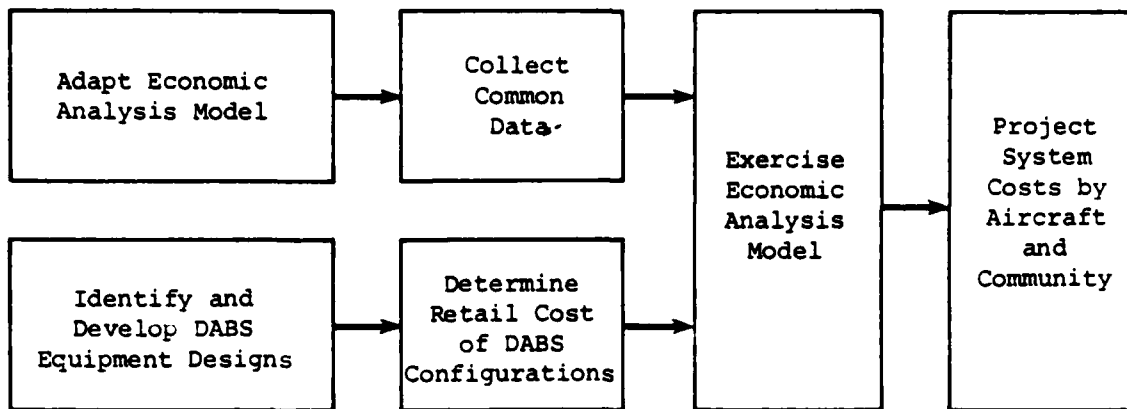 Adapt Economic
Analysis Model
Collect
Common
Data
Identify and
Develop DABS
Equipment Designs
Determine
Retail Cost
of DABS
Configurations
Exercise
Economic
Analysis
Model
Project
System
Costs by
Aircraft
and
Community